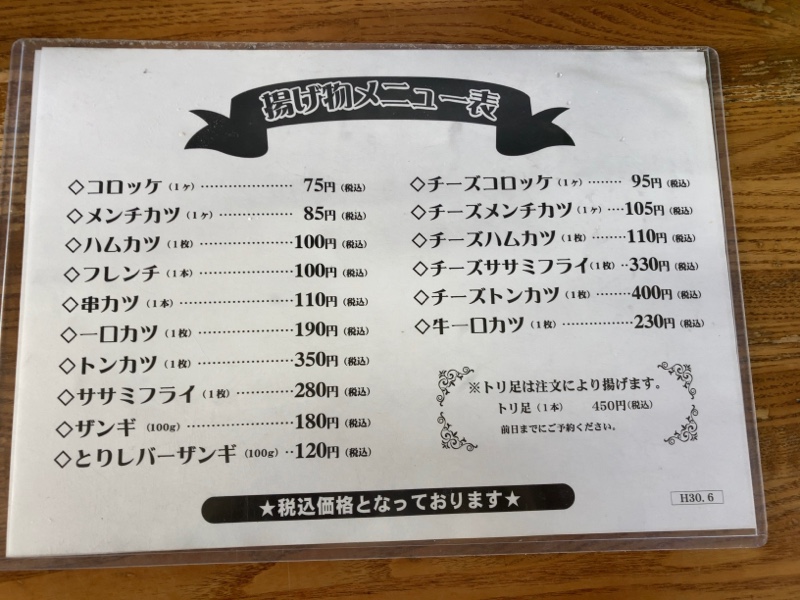 揚げ物メニュー表
◇コロッケ（1ヶ）…………………75円（税込）
◇メンチカツ（1ヶ）………………85円（税込）
◇ハムカツ（1枚）…………………100円（税込）
◇フレンチ（1本）…………………100円（税込）
◇串カツ（1本）……………………110円（税込）
◇一口カツ（1枚）…………………190円（税込）
◇トンカツ（1枚）…………………350円（税込）
◇ササミフライ（1枚）……………280円（税込）
◇ザンギ（100g）…………………180円（税込）
◇とりレバーザンギ（100g）‥120円（税込）
◇チーズコロッケ（1ヶ）………95円（税込）
◇チーズメンチカツ（1ヶ）…105円（税込）
◇チーズハムカツ（1枚）………110円（税込）
◇チーズササミフライ（1枚）‥330円（税込）
◇チーズトンカツ（1枚）………400円（税込）
◇牛一口カツ（1枚）……………230円（税込）
※トリ足は注文により揚げます。
トリ足（1本）　450円（税込）
前日までにご予約ください。
★税込価格となっております★
H30.6